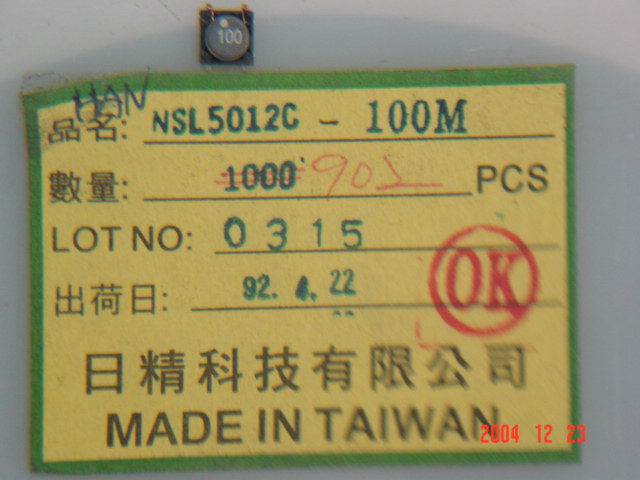 100
HAN
品名: NSL5012C - 100M
數量: 1000 905 PCS
LOT NO: 0315
出荷日: 92. 4. 22
OK
日精科技有限公司
MADE IN TAIWAN
2004 12 23